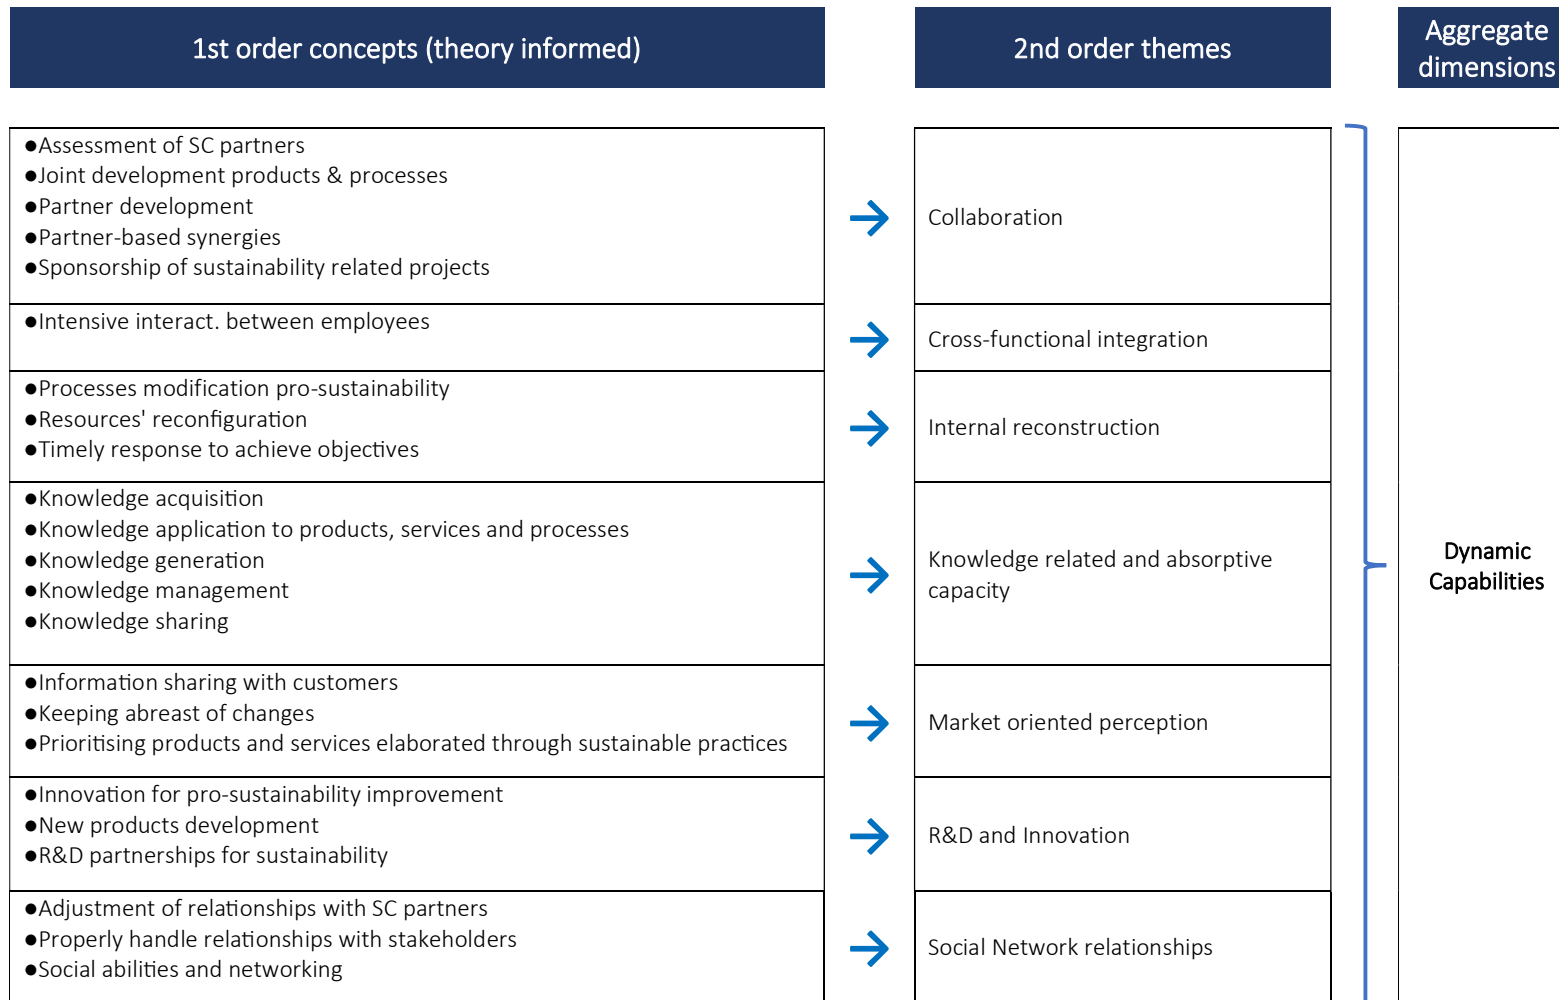 1st order concepts (theory informed)
2nd order themes
Aggregate
dimensions
●Assessment of SC partners
●Joint development products & processes
●Partner development
●Partner-based synergies
●Sponsorship of sustainability related projects
Collaboration
●Intensive interact. between employees
Cross-functional integration
●Processes modification pro-sustainability
●Resources' reconfiguration
●Timely response to achieve objectives
Internal reconstruction
●Knowledge acquisition
●Knowledge application to products, services and processes
●Knowledge generation
●Knowledge management
●Knowledge sharing
Knowledge related and absorptive
capacity
●Information sharing with customers
●Keeping abreast of changes
●Prioritising products and services elaborated through sustainable practices
Market oriented perception
●Innovation for pro-sustainability improvement
●New products development
●R&D partnerships for sustainability
R&D and Innovation
●Adjustment of relationships with SC partners
●Properly handle relationships with stakeholders
●Social abilities and networking
Social Network relationships
Dynamic
Capabilities